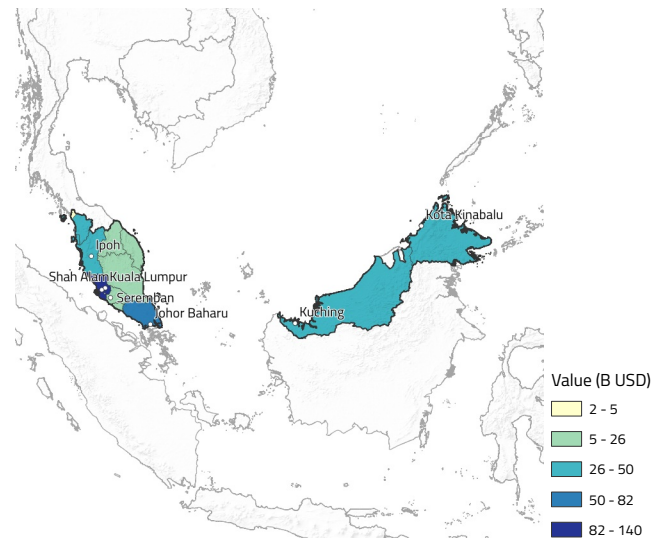 Kota Kinabalu
Ipoh
Shah Alam Kuala Lumpur
Seremban
Kuching
Johor Baharu
Value (B USD)
2 - 5
5 - 26
26 - 50
50 - 82
82 - 140